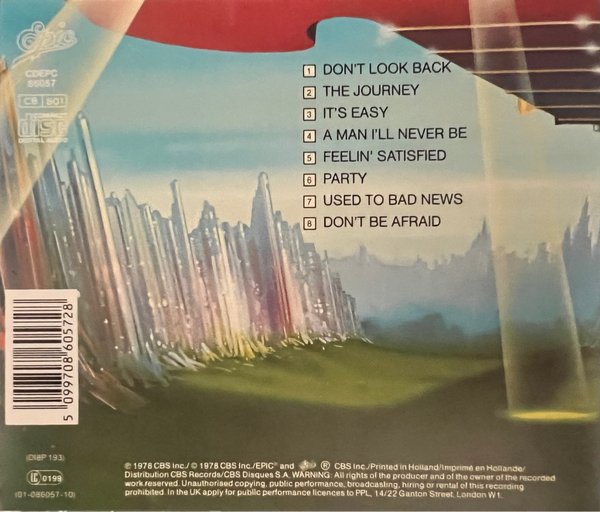 Epic
CDEPC
86057
CB 501
COMPACT
disc
DIGITAL AUDIO
1 DON'T LOOK BACK
2 THE JOURNEY
3 IT'S EASY
4 A MAN I'LL NEVER BE
5 FEELIN' SATISFIED
6 PARTY
7 USED TO BAD NEWS
8 DON'T BE AFRAID
5 099708 605728
(DIBP 193)
0199
(01-086057-10)
℗ 1978 CBS Inc./ © 1978 CBS Inc./EPIC® and Epic ® CBS Inc./Printed in Holland/Imprimé en Hollande/
Distribution CBS Records/CBS Disques S.A. WARNING: All rights of the producer and of the owner of the recorded
work reserved. Unauthorised copying, public performance, broadcasting, hiring or rental of this recording
prohibited. In the UK apply for public performance licences to PPL, 14/22 Ganton Street, London W1.